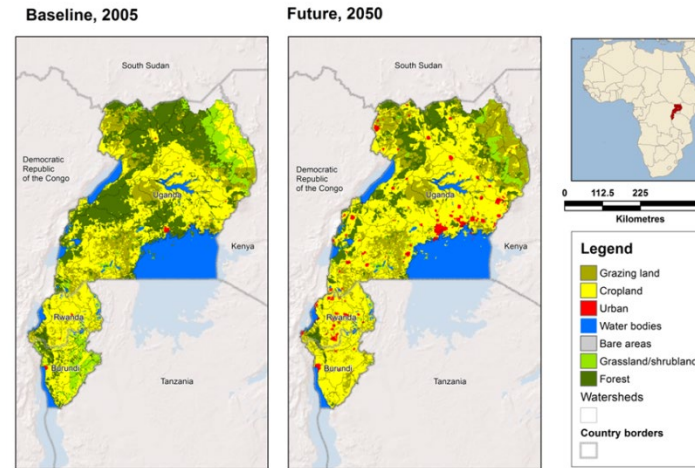 Baseline, 2005
Future, 2050
South Sudan
Democratic
Republic
of the Congo
Uganda
Kenya
Rwanda
Burundi
Tanzania
South Sudan
Democratic
Republic
of the Congo
Uganda
Kenya
Rwanda
Burundi
Tanzania
0 112.5 225
Kilometres
Legend
Grazing land
Cropland
Urban
Water bodies
Bare areas
Grassland/shrubland
Forest
Watersheds
Country borders